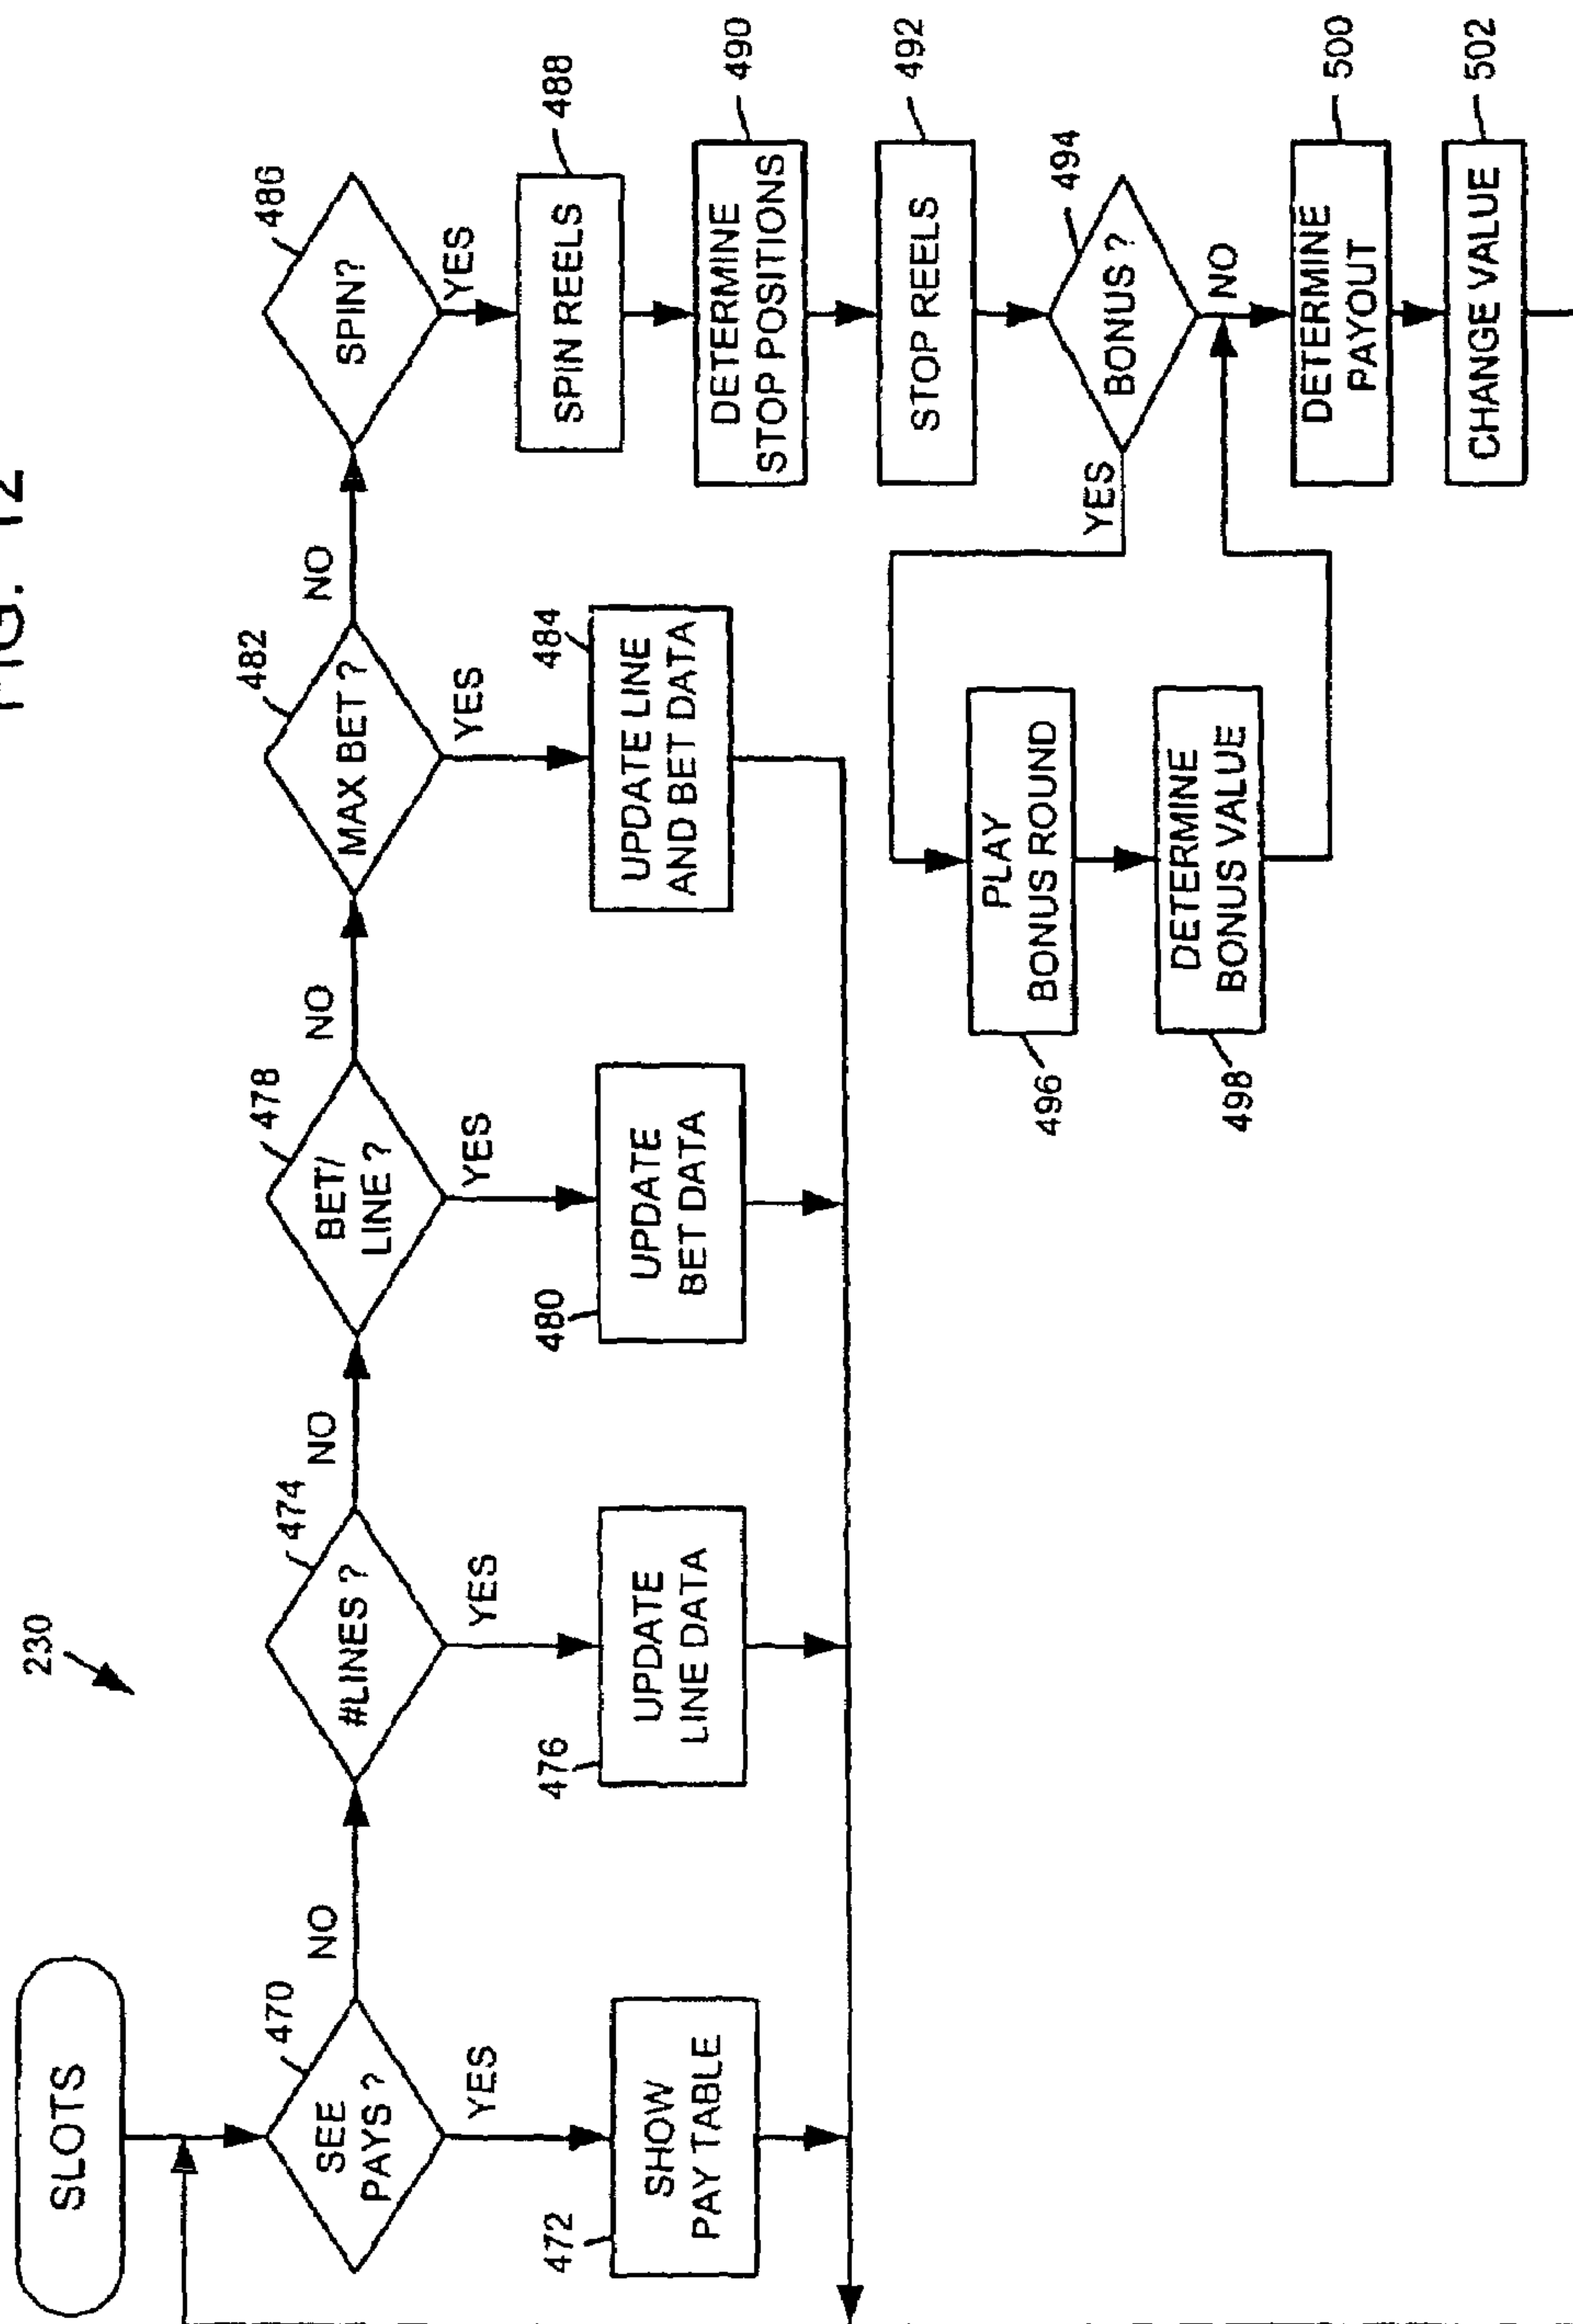 FIG. 12
230
SLOTS
470
SEE
PAYS ?
NO
YES
472
SHOW
PAY TABLE
474
#LINES ?
NO
YES
476
UPDATE
LINE DATA
478
BET/
LINE ?
NO
YES
480
UPDATE
BET DATA
482
MAX BET ?
NO
YES
484
UPDATE LINE
AND BET DATA
486
SPIN?
YES
488
SPIN REELS
490
DETERMINE
STOP POSITIONS
492
STOP REELS
494
BONUS ?
YES
NO
496
PLAY
BONUS ROUND
498
DETERMINE
BONUS VALUE
500
DETERMINE
PAYOUT
502
CHANGE VALUE